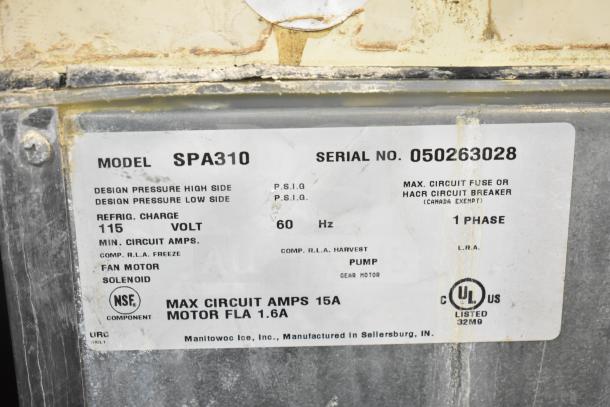 MODEL SPA310 SERIAL NO. 050263028
DESIGN PRESSURE HIGH SIDE P.S.I.G
DESIGN PRESSURE LOW SIDE P.S.I.G.
MAX. CIRCUIT FUSE OR
HACR CIRCUIT BREAKER
(CANADA EXEMPT)
REFRIG. CHARGE
115 VOLT 60 Hz 1 PHASE
MIN. CIRCUIT AMPS.
COMP. R.L.A. FREEZE COMP. R.L.A. HARVEST L.R.A.
FAN MOTOR PUMP
SOLENOID GEAR MOTOR
NSF®
COMPONENT
MAX CIRCUIT AMPS 15A
MOTOR FLA 1.6A
C UL US
LISTED
32M9
Manitowoc Ice, Inc., Manufactured in Sellersburg, IN.